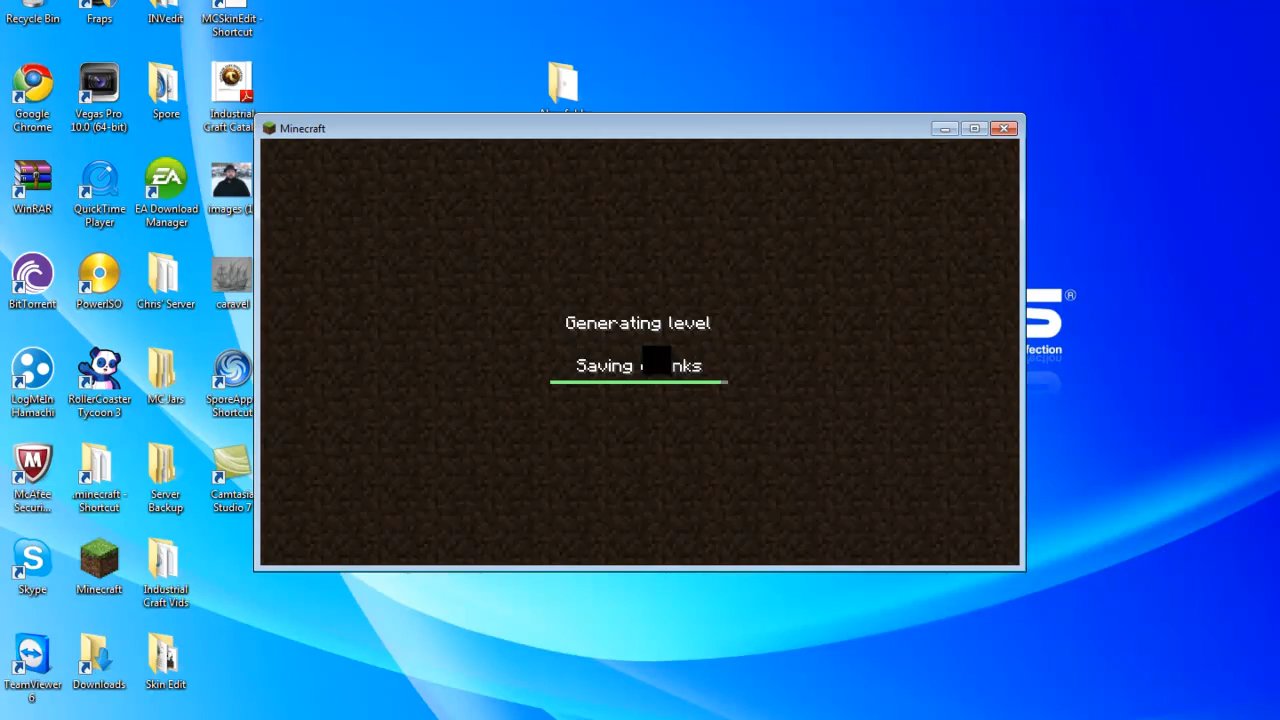 Recycle Bin
Fraps
INVedit
MCSkinEdit -
Shortcut
Google
Chrome
Vegas Pro
10.0 (64-bit)
Spore
Industrial
Craft
Minecraft
WinRAR
QuickTime
Player
EA Download
Manager
images
BitTorrent
PowerISO
Chris' Server
caravel
Generating level
Saving
LogMeIn
Hamachi
RollerCoaster
Tycoon 3
MC Jars
SporeApp
Shortcut
McAfee
Securi...
.minecraft -
Shortcut
Server
Backup
Camtasia
Studio 7
Skype
Minecraft
Industrial
Craft Vids
TeamViewer
6
Downloads
Skin Edit